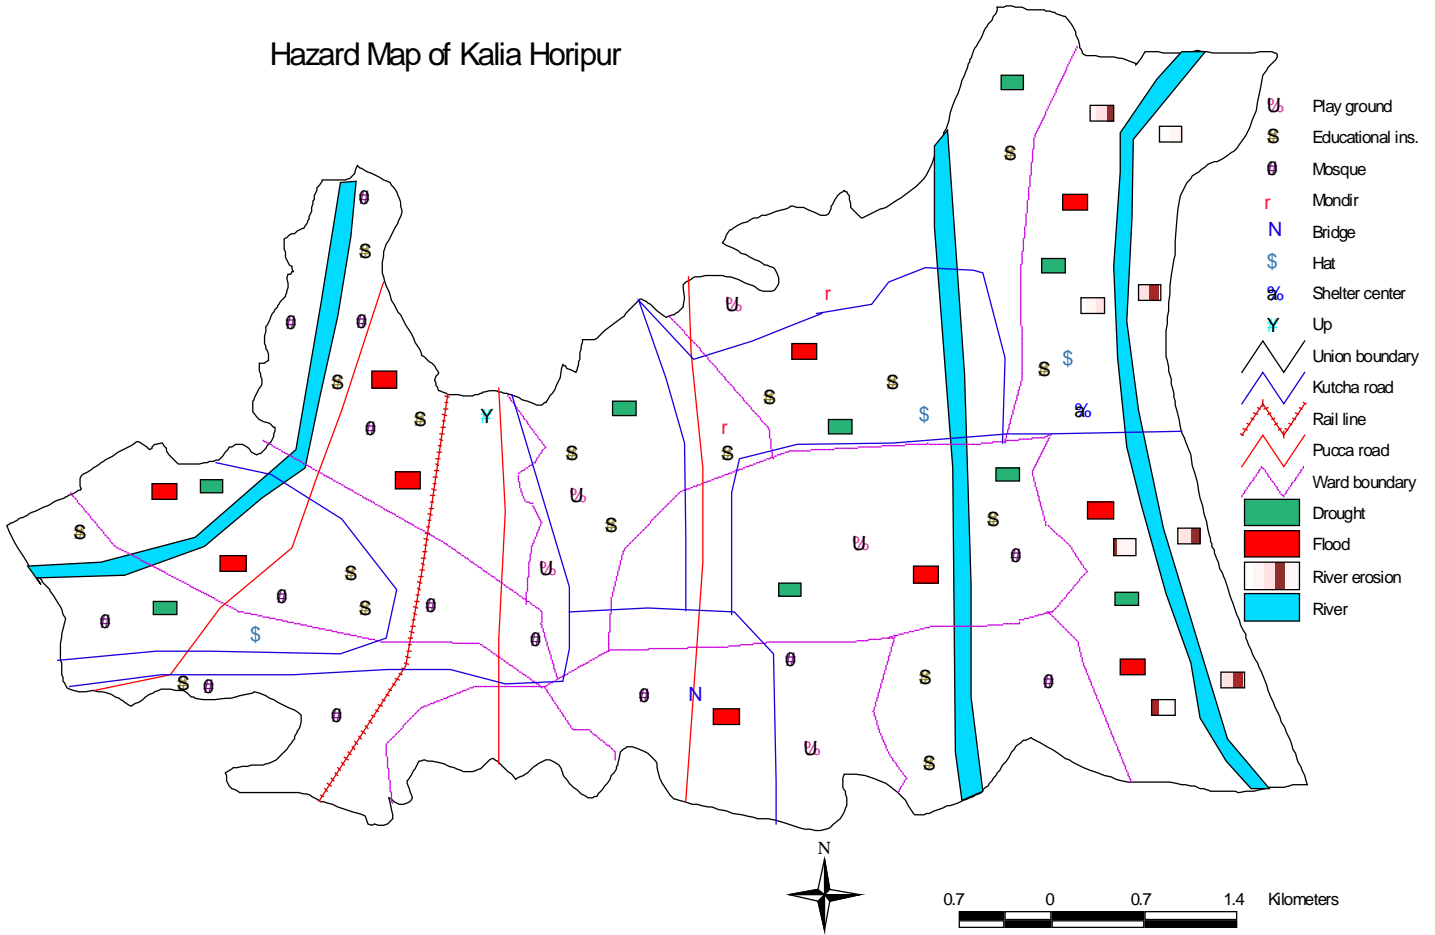 Hazard Map of Kalia Horipur
Play ground
Educational ins.
Mosque
r Mondir
N Bridge
$ Hat
Shelter center
Up
Union boundary
Kutcha road
Rail line
Pucca road
Ward boundary
Drought
Flood
River erosion
River
r
$
$
r
$
N
N
0.7 0 0.7 1.4 Kilometers